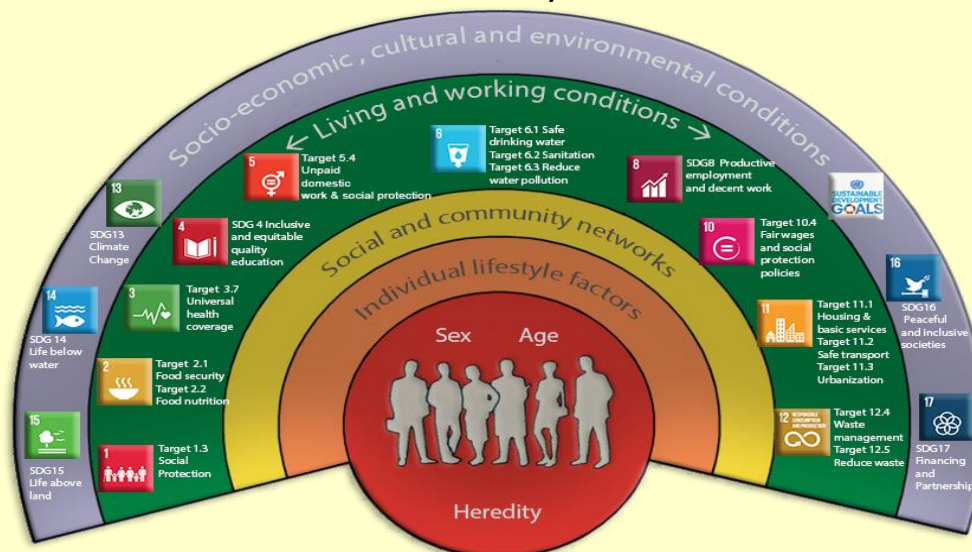 Socio-economic , cultural and environmental conditions
← Living and working conditions →
Social and community networks
Individual lifestyle factors
Sex Age
Heredity
13
SDG13
Climate
Change
14
SDG 14
Life below
water
15
SDG15
Life above
land
5
Target 5.4
Unpaid
domestic
work & social protection
4
SDG 4 Inclusive
and equitable
quality
education
3
Target 3.7
Universal
health
coverage
2
Target 2.1
Food security
Target 2.2
Food nutrition
1
Target 1.3
Social
Protection
6
Target 6.1 Safe
drinking water
Target 6.2 Sanitation
Target 6.3 Reduce
water pollution
8
SDG8 Productive
employment
and decent work
10
Target 10.4
Fair wages
and social
protection
policies
11
Target 11.1
Housing &
basic services
Target 11.2
Safe transport
Target 11.3
Urbanization
12 RESPONSIBLE
CONSUMPTION
AND PRODUCTION
Target 12.4
Waste
management
Target 12.5
Reduce waste
SUSTAINABLE
DEVELOPMENT
GOALS
16
SDG16
Peaceful
and inclusive
societies
17
SDG17
Financing
and
Partnership